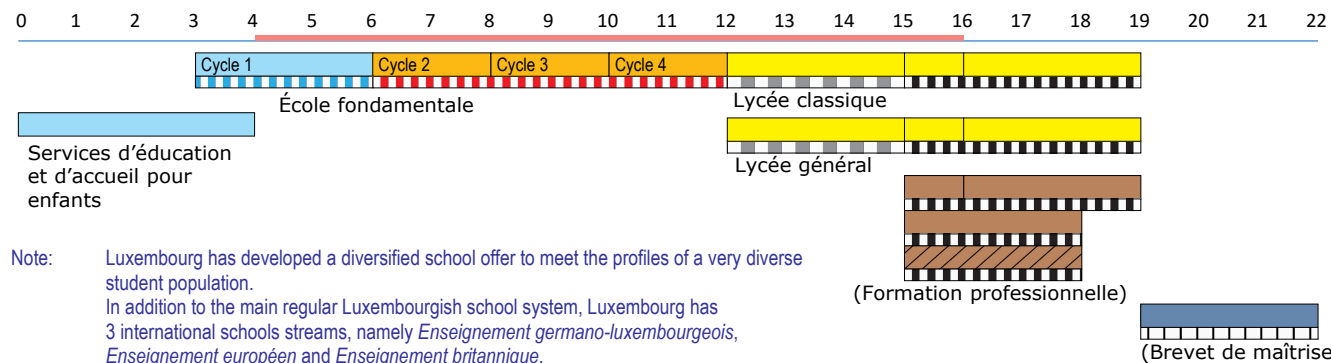 0 1 2 3 4 5 6 7 8 9 10 11 12 13 14 15 16 17 18 19 20 21 22
Cycle 1 Cycle 2 Cycle 3 Cycle 4
École fondamentale Lycée classique
Services d’éducation
et d’accueil pour
enfants
Lycée général
(Formation professionnelle)
(Brevet de maîtrise
Note: Luxembourg has developed a diversified school offer to meet the profiles of a very diverse
student population.
In addition to the main regular Luxembourgish school system, Luxembourg has
3 international schools streams, namely Enseignement germano-luxembourgeois,
Enseignement européen and Enseignement britannique.